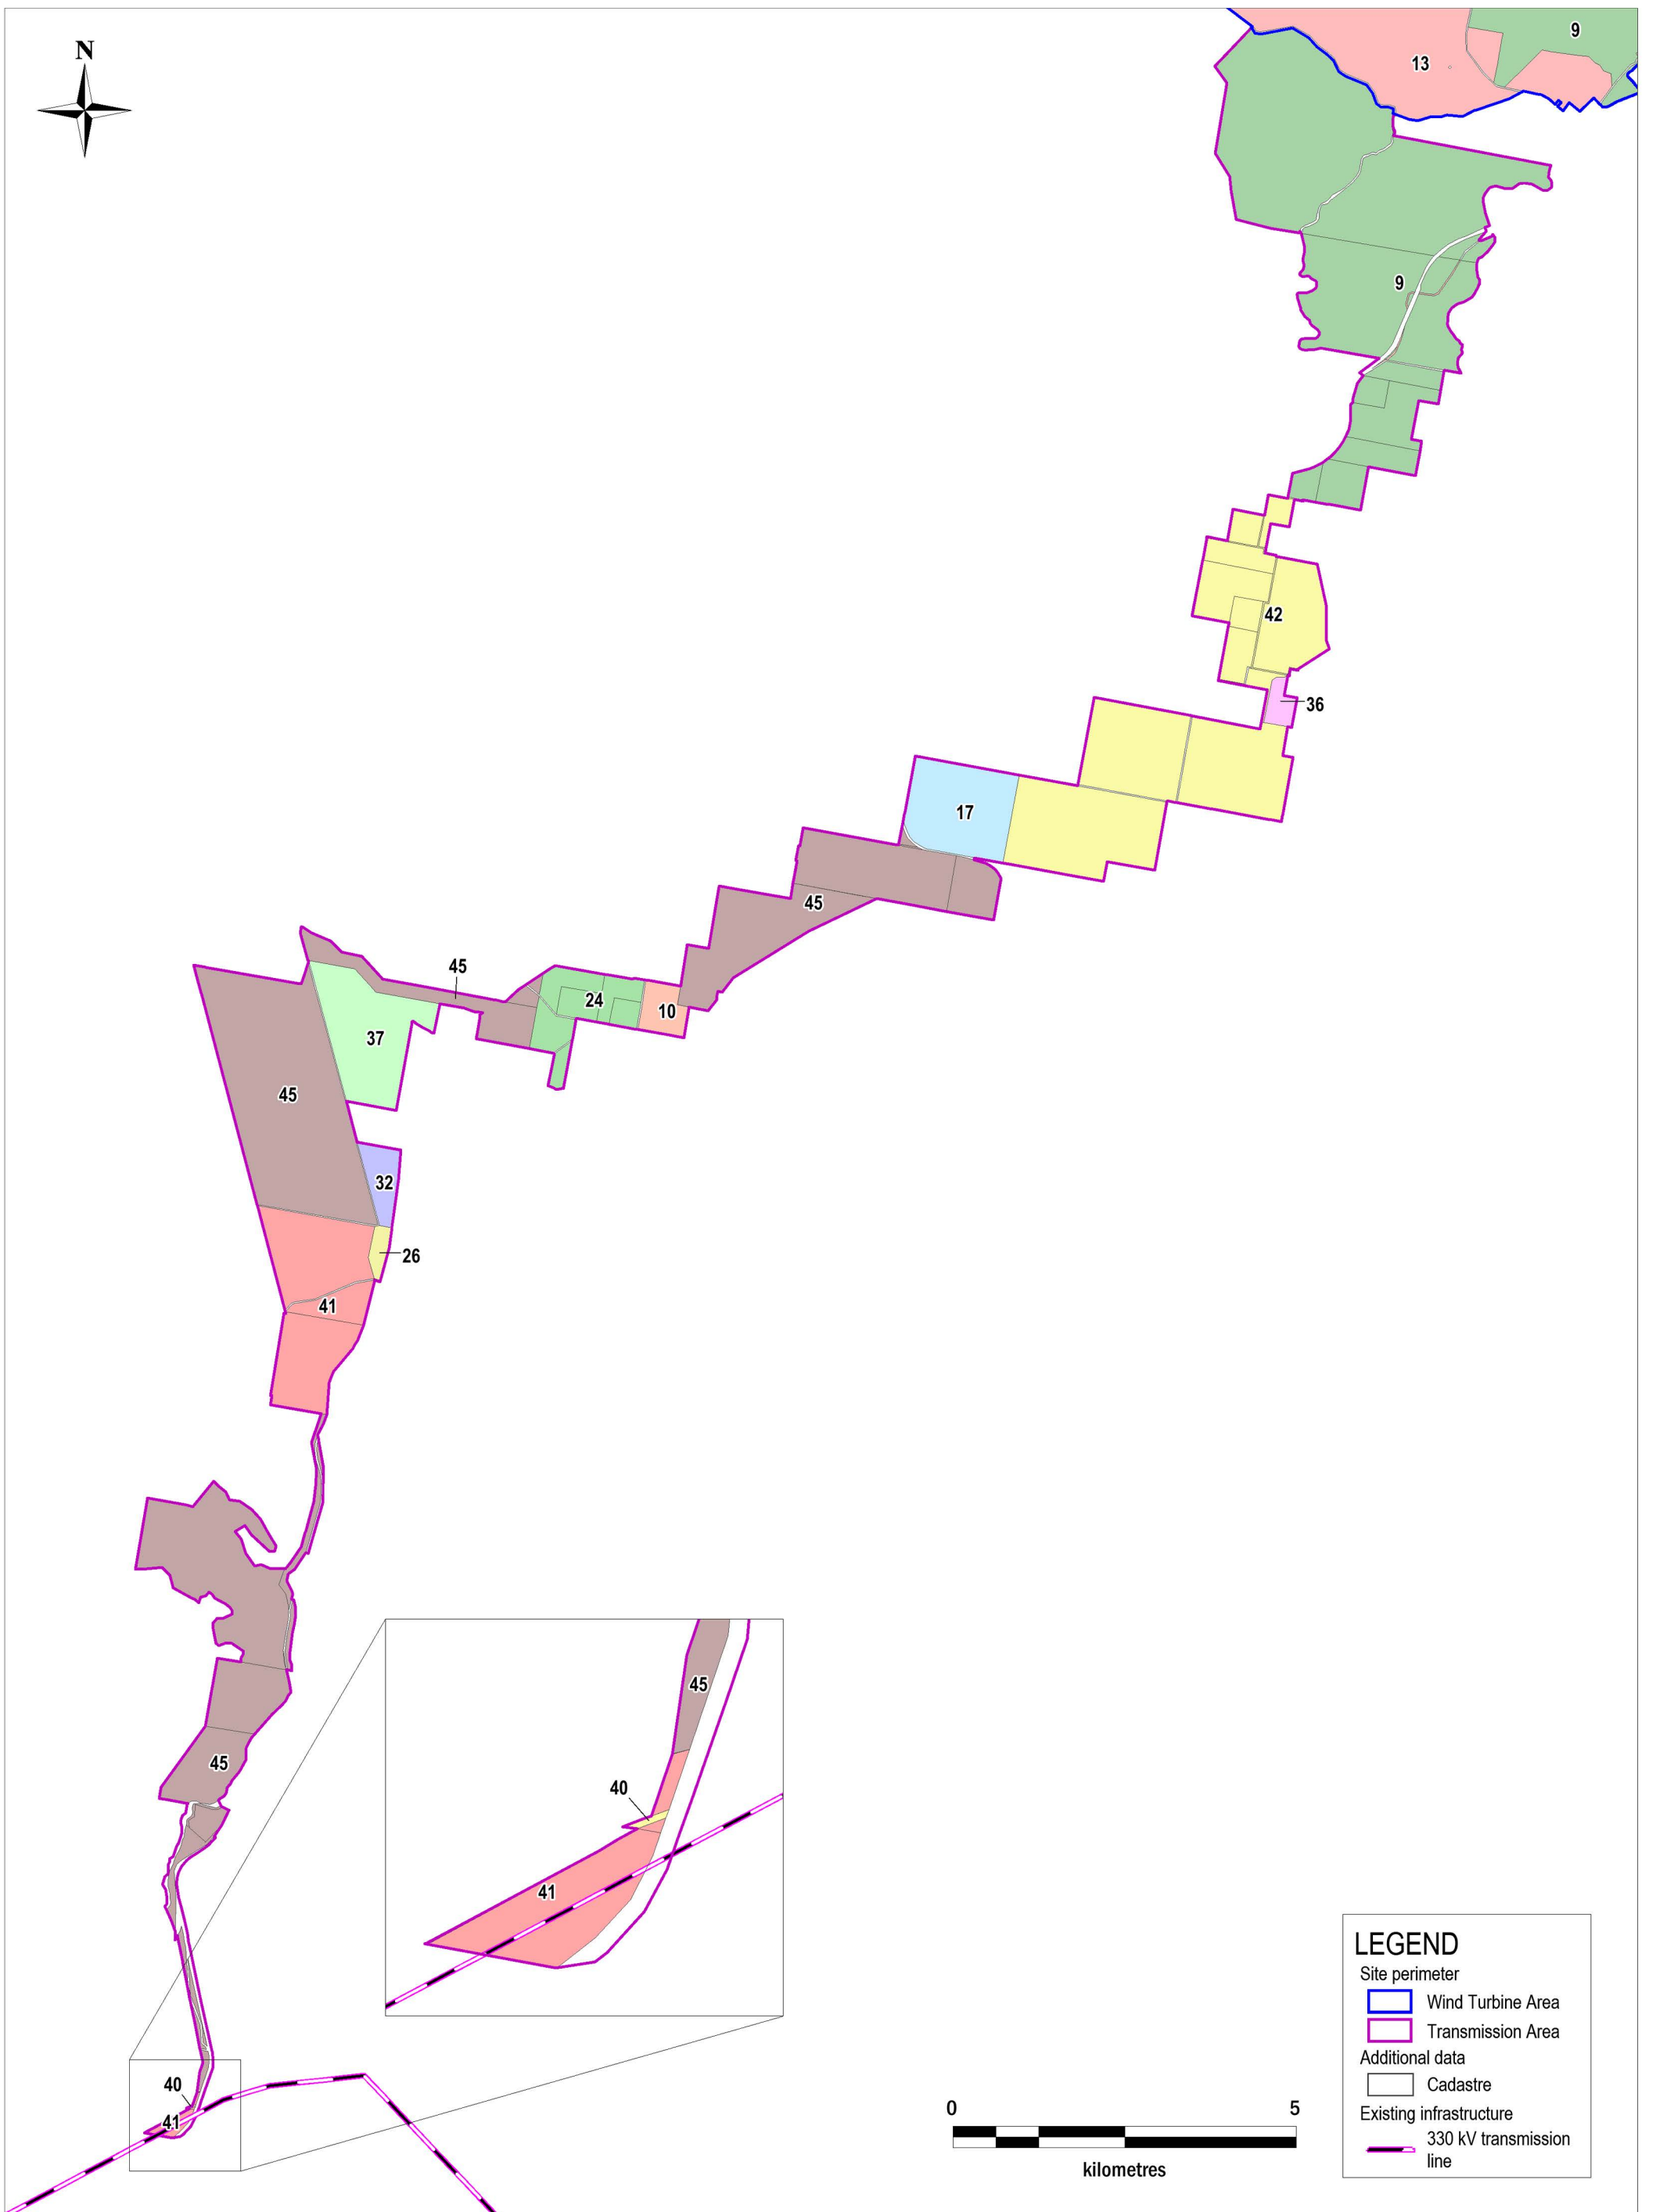 N
13
9
9
42
36
17
45
45
24
10
37
45
32
26
41
45
40
45
41
40
41
0 5
kilometres
LEGEND
Site perimeter
Wind Turbine Area
Transmission Area
Additional data
Cadastre
Existing infrastructure
330 kV transmission
line